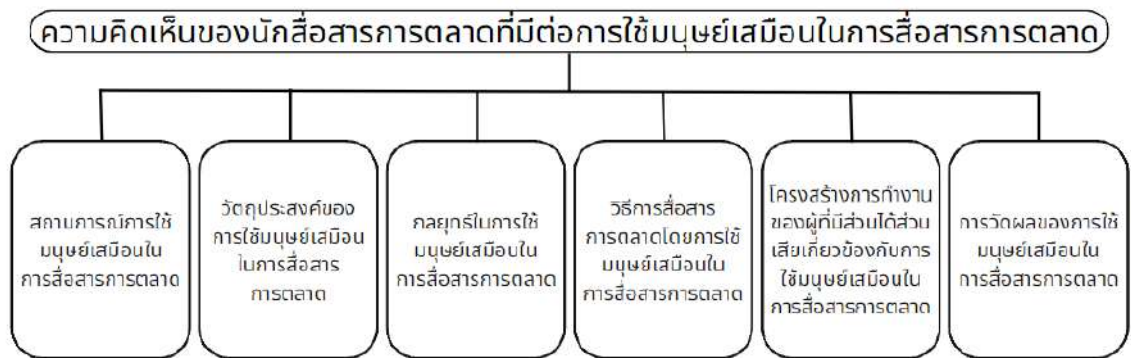 ความคิดเห็นของนักสื่อสารการตลาดที่มีต่อการใช้มนุษย์เสมือนในการสื่อสารการตลาด
สถานการณ์การใช้
มนุษย์เสมือนใน
การสื่อสารการตลาด
วัตถุประสงค์ของ
การใช้มนุษย์เสมือน
ในการสื่อสาร
การตลาด
กลยุทธ์ในการใช้
มนุษย์เสมือนใน
การสื่อสารการตลาด
วิธีการสื่อสาร
การตลาดโดยการใช้
มนุษย์เสมือนใน
การสื่อสารการตลาด
โครงสร้างการทำงาน
ของผู้ที่มีส่วนได้ส่วน
เสียเกี่ยวข้องกับการ
ใช้มนุษย์เสมือนใน
การสื่อสารการตลาด
การวัดผลของการใช้
มนุษย์เสมือนใน
การสื่อสารการตลาด